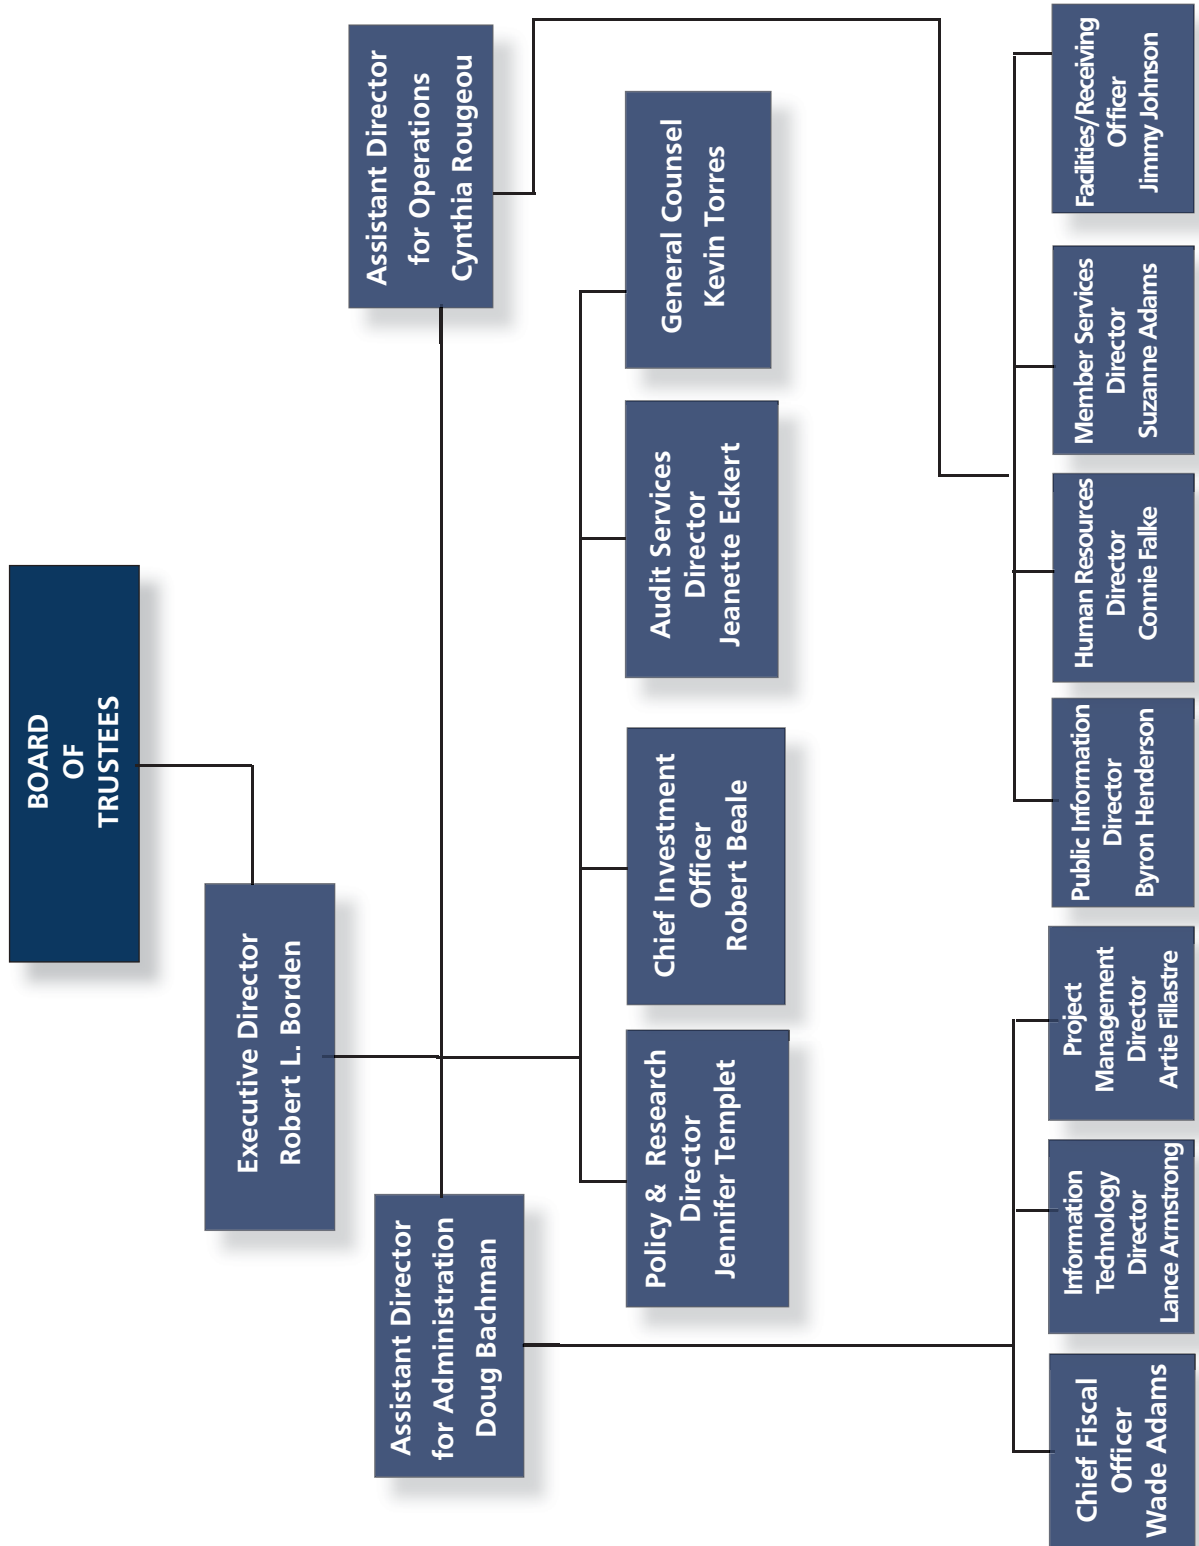 BOARD
OF
TRUSTEES
Executive Director
Robert L. Borden
Assistant Director
for Administration
Doug Bachman
Assistant Director
for Operations
Cynthia Rougeou
Policy & Research
Director
Jennifer Templet
Chief Investment
Officer
Robert Beale
Audit Services
Director
Jeanette Eckert
General Counsel
Kevin Torres
Chief Fiscal
Officer
Wade Adams
Information
Technology
Director
Lance Armstrong
Project
Management
Director
Artie Fillastre
Public Information
Director
Byron Henderson
Human Resources
Director
Connie Falke
Member Services
Director
Suzanne Adams
Facilities/Receiving
Officer
Jimmy Johnson